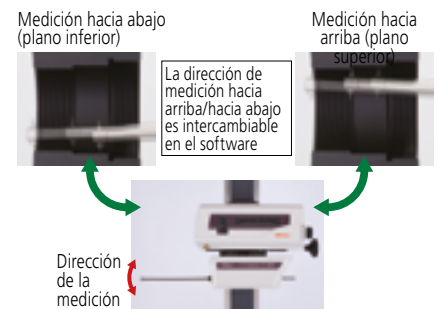 Medición hacia abajo
(plano inferior)
Medición hacia
arriba (plano
superior)
La dirección de
medición hacia
arriba/hacia abajo
es intercambiable
en el software
Dirección
de la
medición